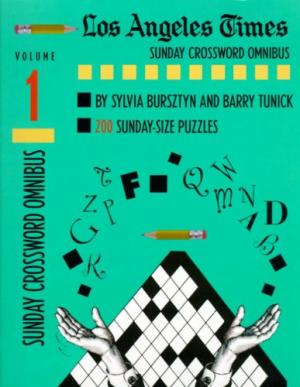 Los Angeles Times
SUNDAY CROSSWORD OMNIBUS
VOLUME
1
BY SYLVIA BURSZTYN AND BARRY TUNICK
200 SUNDAY-SIZE PUZZLES
SUNDAY CROSSWORD OMNIBUS
F Q W M N A D B
Z P G K